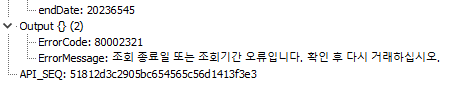 endDate: 20236545
Output {} (2)
ErrorCode: 80002321
ErrorMessage: 조회 종료일 또는 조회기간 오류입니다. 확인 후 다시 거래하십시오.
API_SEQ: 51812d3c2905bc654565c56d1413f3e3